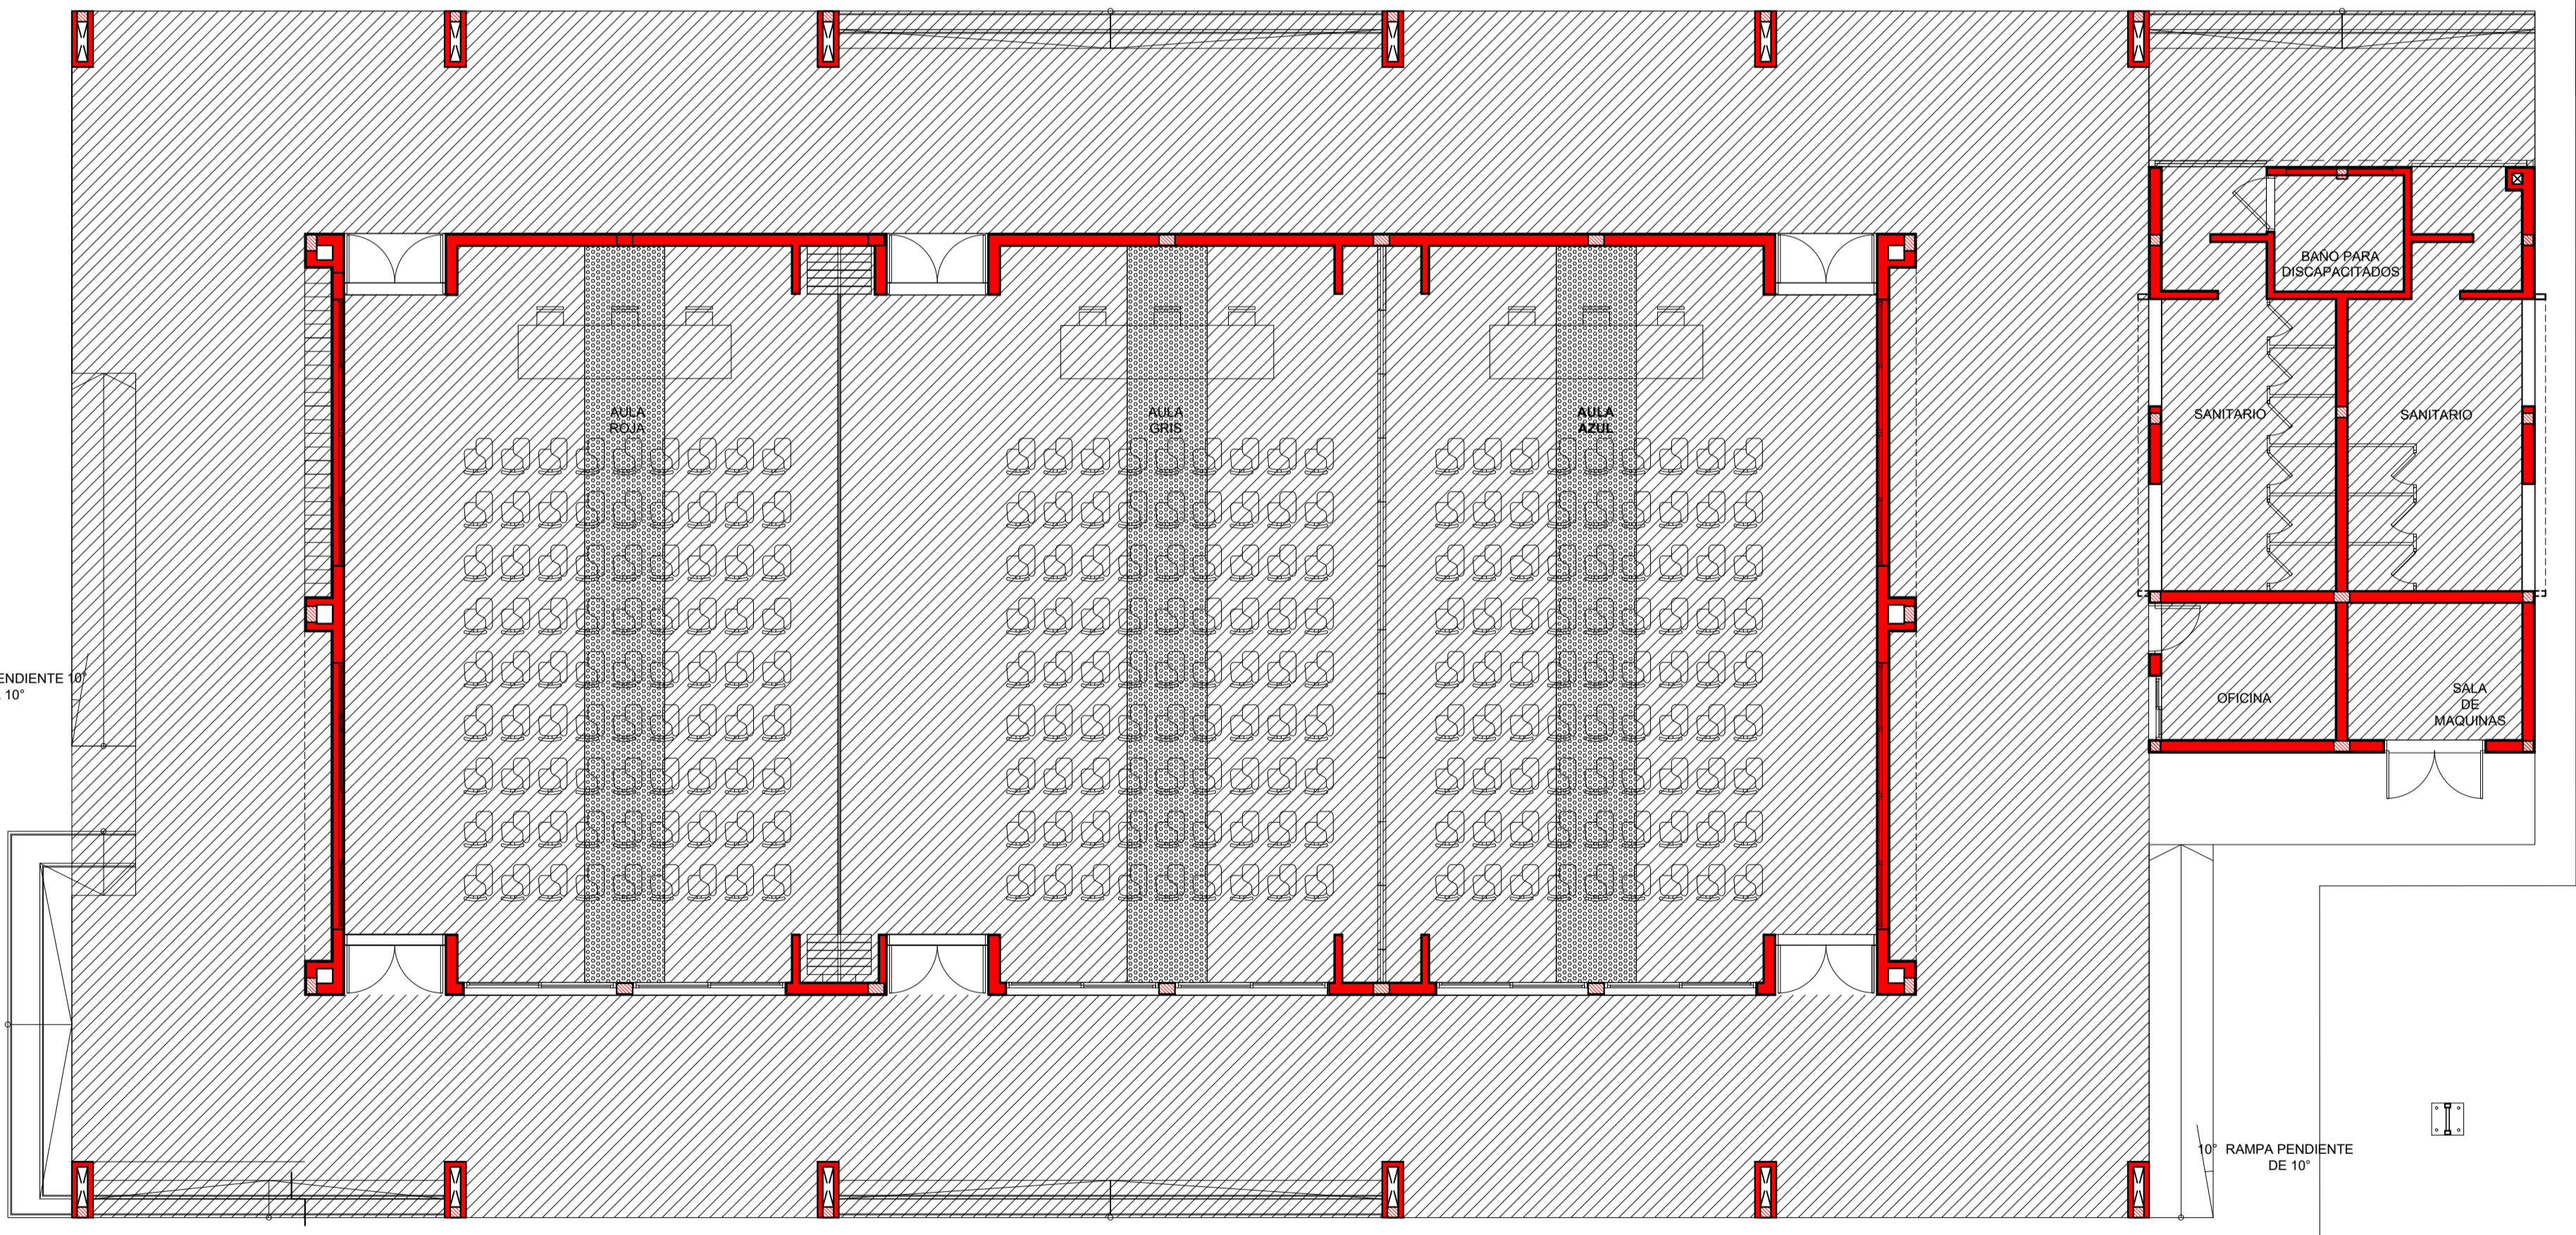 BAÑO PARA
DISCAPACITADOS
AULA
ROJA
AULA
GRIS
AULA
AZUL
SANITARIO
SANITARIO
ENDIENTE 10°
10°
OFICINA
SALA
DE
MAQUINAS
10° RAMPA PENDIENTE
DE 10°